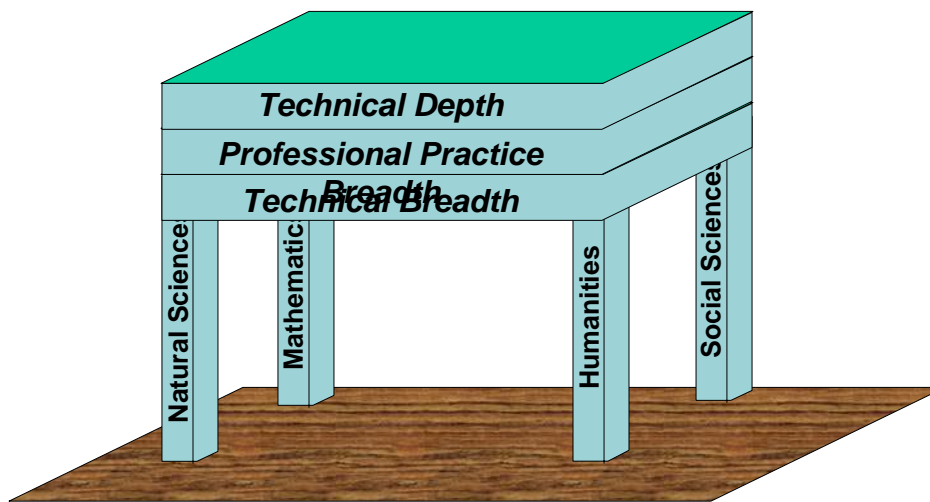 Technical Depth
Professional Practice
Breadth
Technical Breadth
Natural Sciences
Mathematics
Humanities
Social Sciences